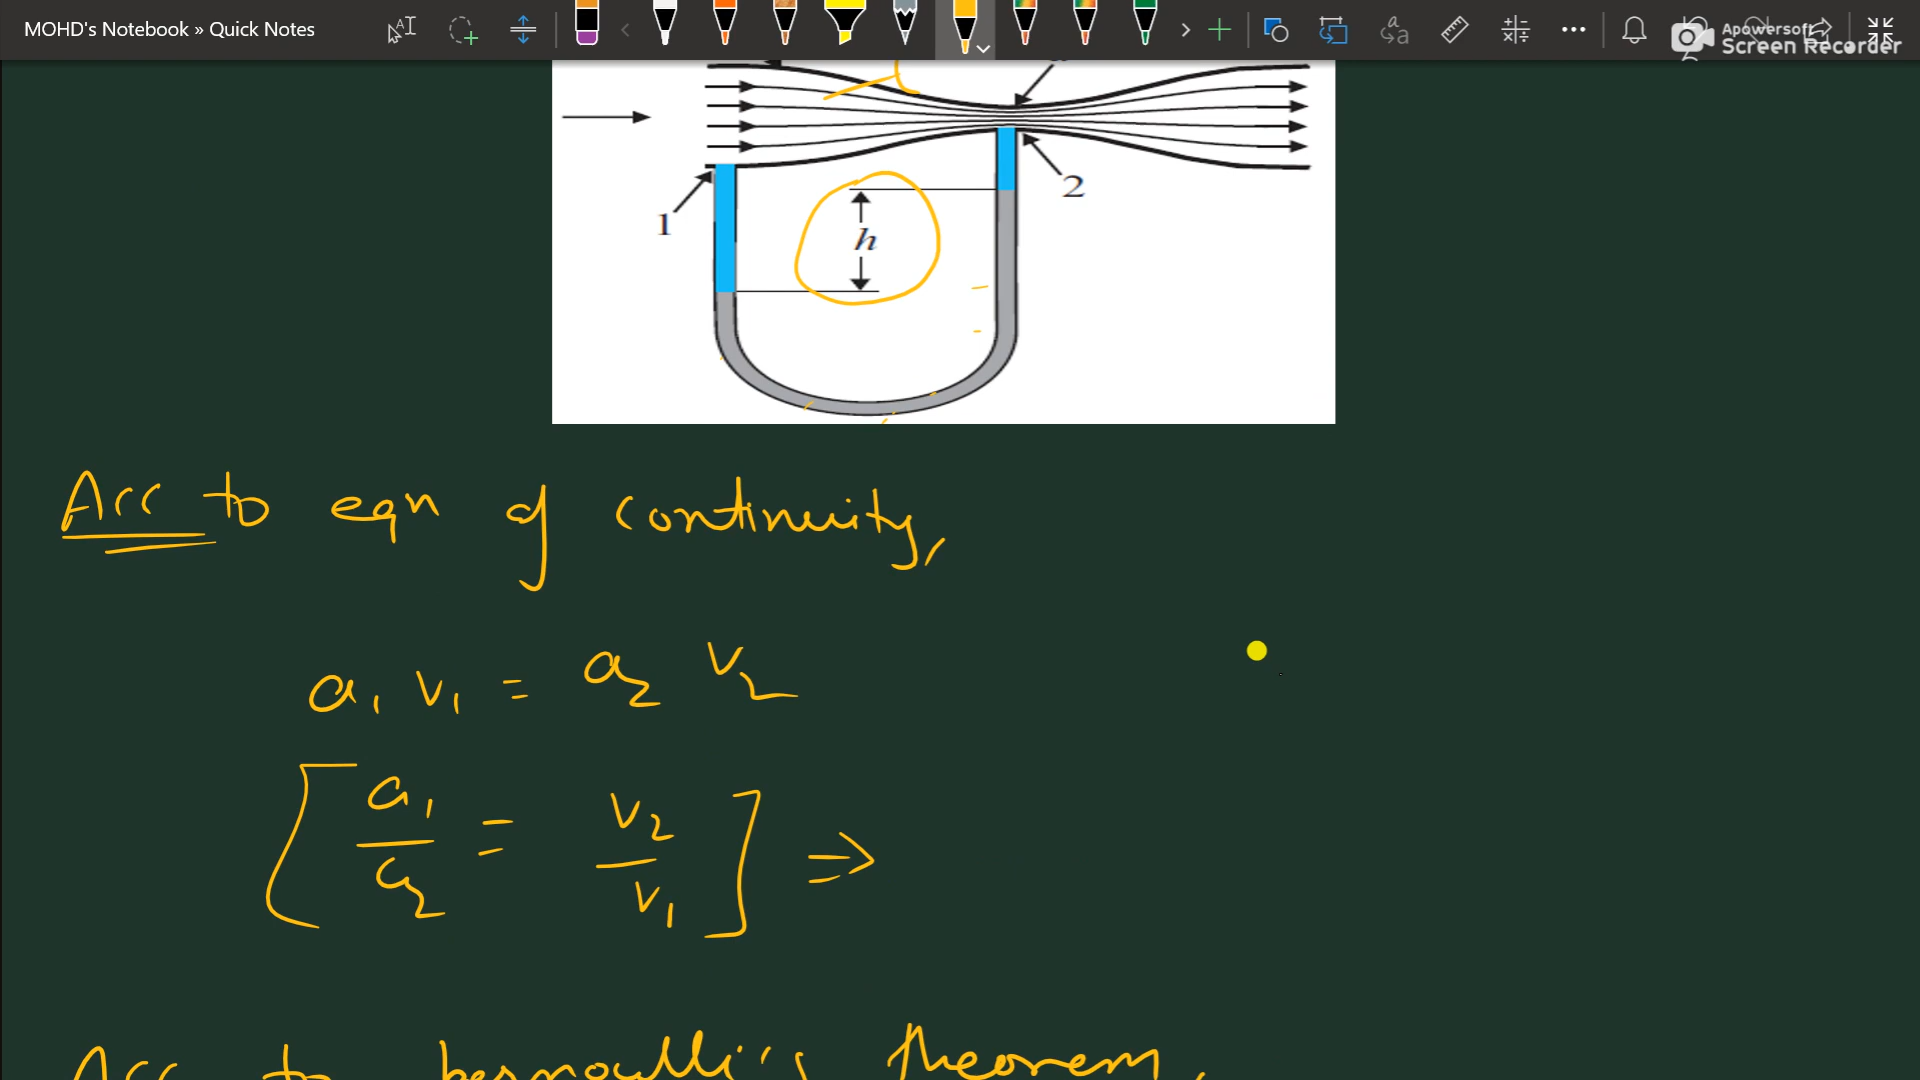 MOHD's Notebook » Quick Notes
Apowersoft
Screen Recorder
1
h
2
Acc to eqn of continuity,
a₁ v₁ = a₂ v₂
[a₁/a₂ = v₂/v₁] ⇒
Acc to bernoulli's theorem,